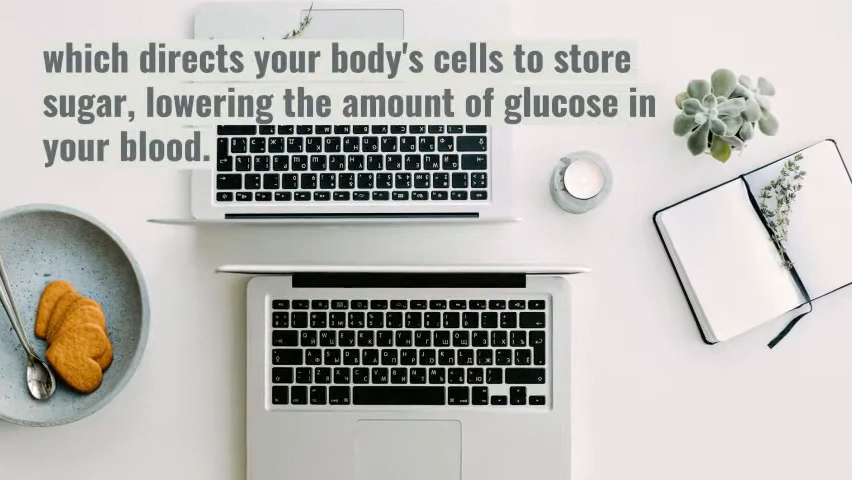 which directs your body's cells to store
sugar, lowering the amount of glucose in
your blood.